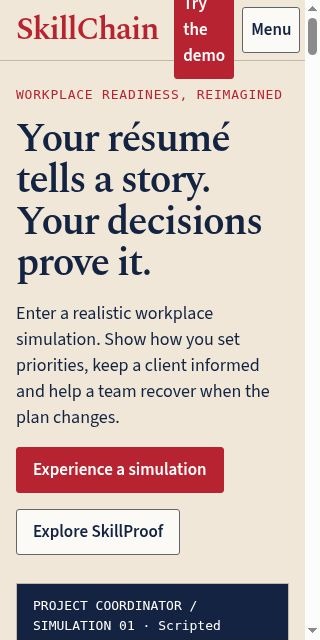 SkillChain
Try
the
demo
Menu
WORKPLACE READINESS, REIMAGINED
Your résumé
tells a story.
Your decisions
prove it.
Enter a realistic workplace
simulation. Show how you set
priorities, keep a client informed
and help a team recover when the
plan changes.
Experience a simulation
Explore SkillProof
PROJECT COORDINATOR /
SIMULATION 01 · Scripted